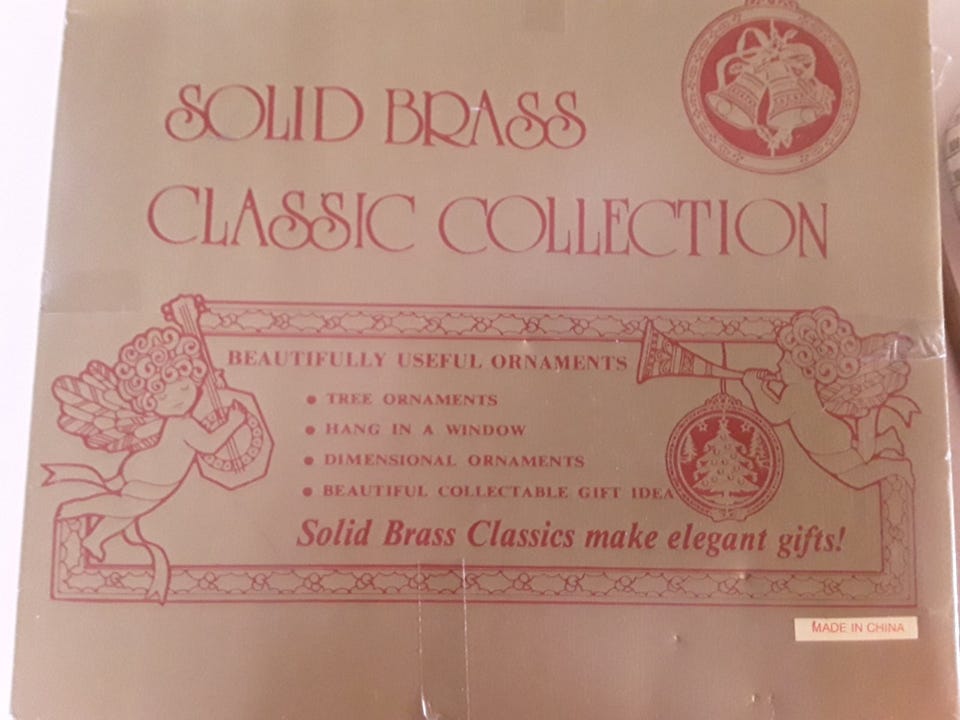 SOLID BRASS
CLASSIC COLLECTION
BEAUTIFULLY USEFUL ORNAMENTS
• TREE ORNAMENTS
• HANG IN A WINDOW
• DIMENSIONAL ORNAMENTS
• BEAUTIFUL COLLECTABLE GIFT IDEA
Solid Brass Classics make elegant gifts!
MADE IN CHINA